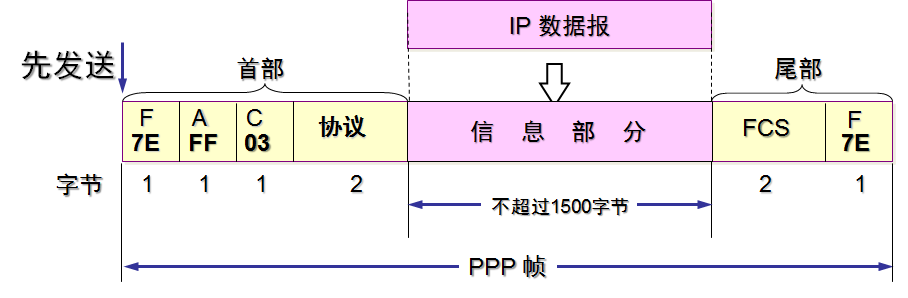 IP 数据报
先发送
首部
尾部
F A C 协议 信 息 部 分 FCS F
7E FF 03 7E
字节 1 1 1 2 不超过1500字节 2 1
PPP 帧